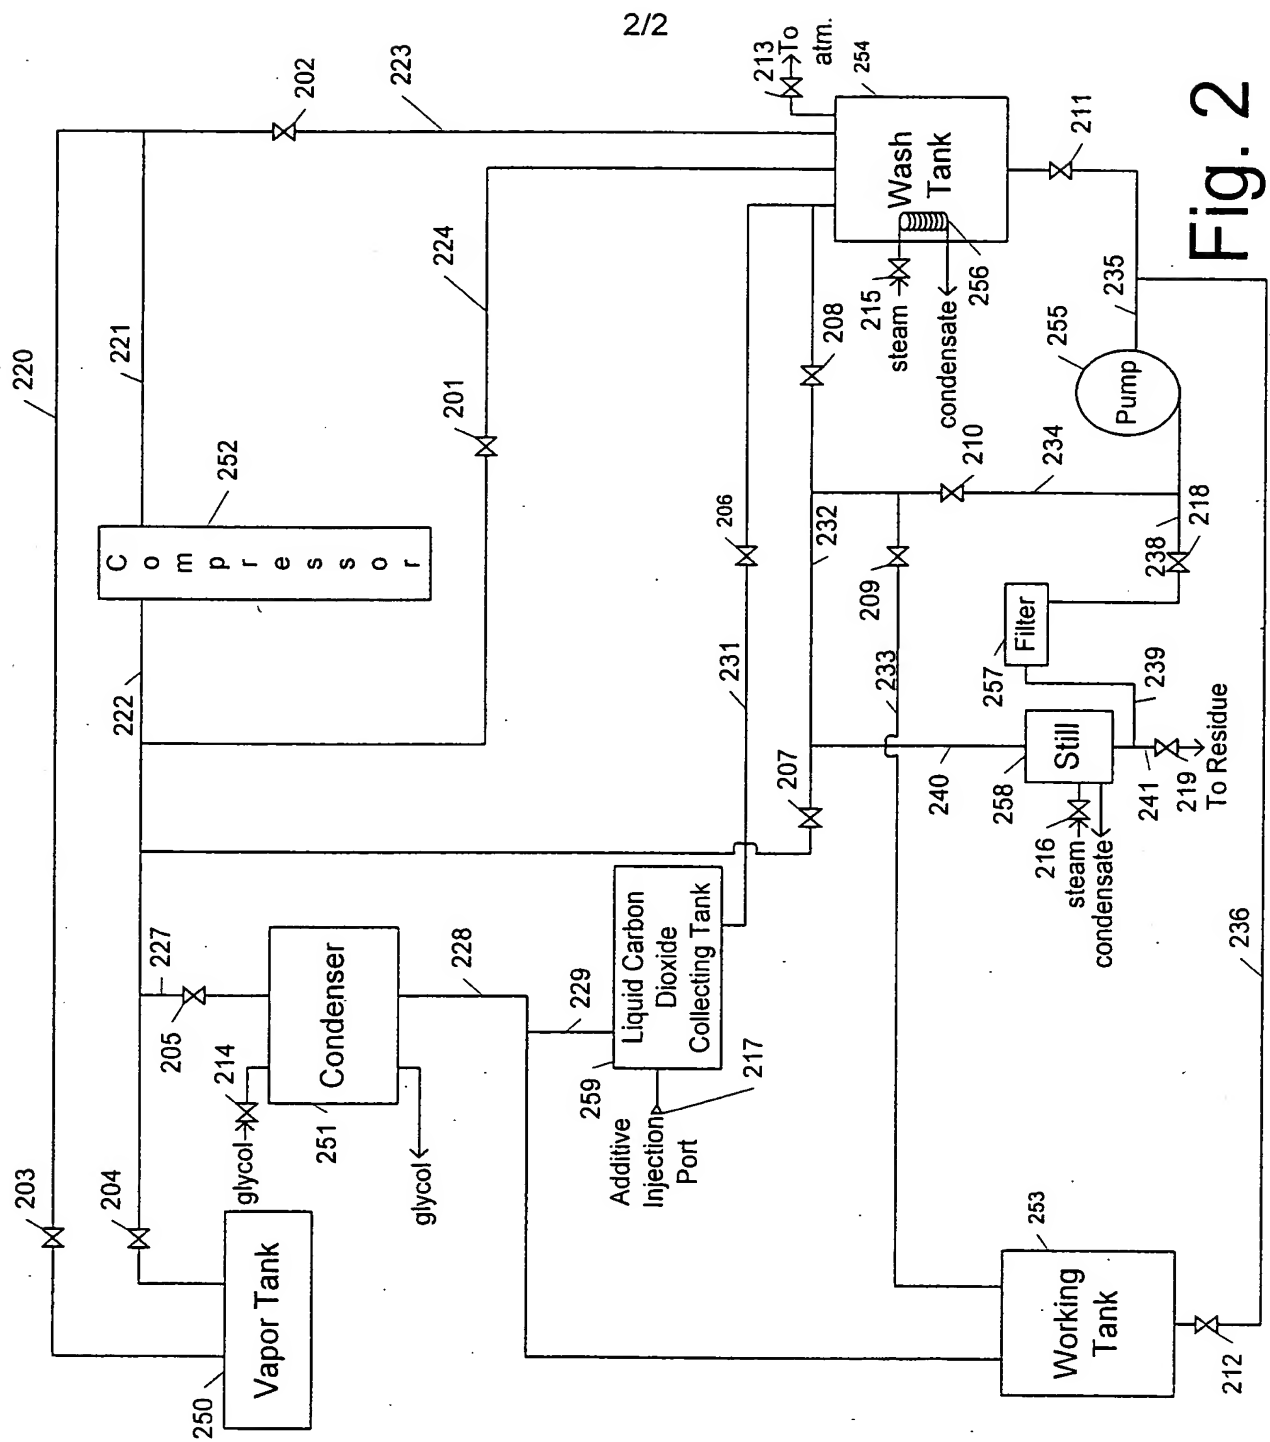 2/2
220
221
223
202
213
To
atm.
254
Wash
Tank
211
Fig. 2
252
Compressor
201
224
208
215
steam
condensate
256
235
255
Pump
222
206
232
210
234
231
209
233
207
238
218
257
Filter
239
240
258
Still
241
219
To Residue
216
steam
condensate
203
204
227
205
214
glycol
251
Condenser
glycol
228
229
259
Liquid Carbon
Dioxide
Collecting Tank
217
Additive
Injection
Port
236
250
Vapor Tank
253
Working
Tank
212